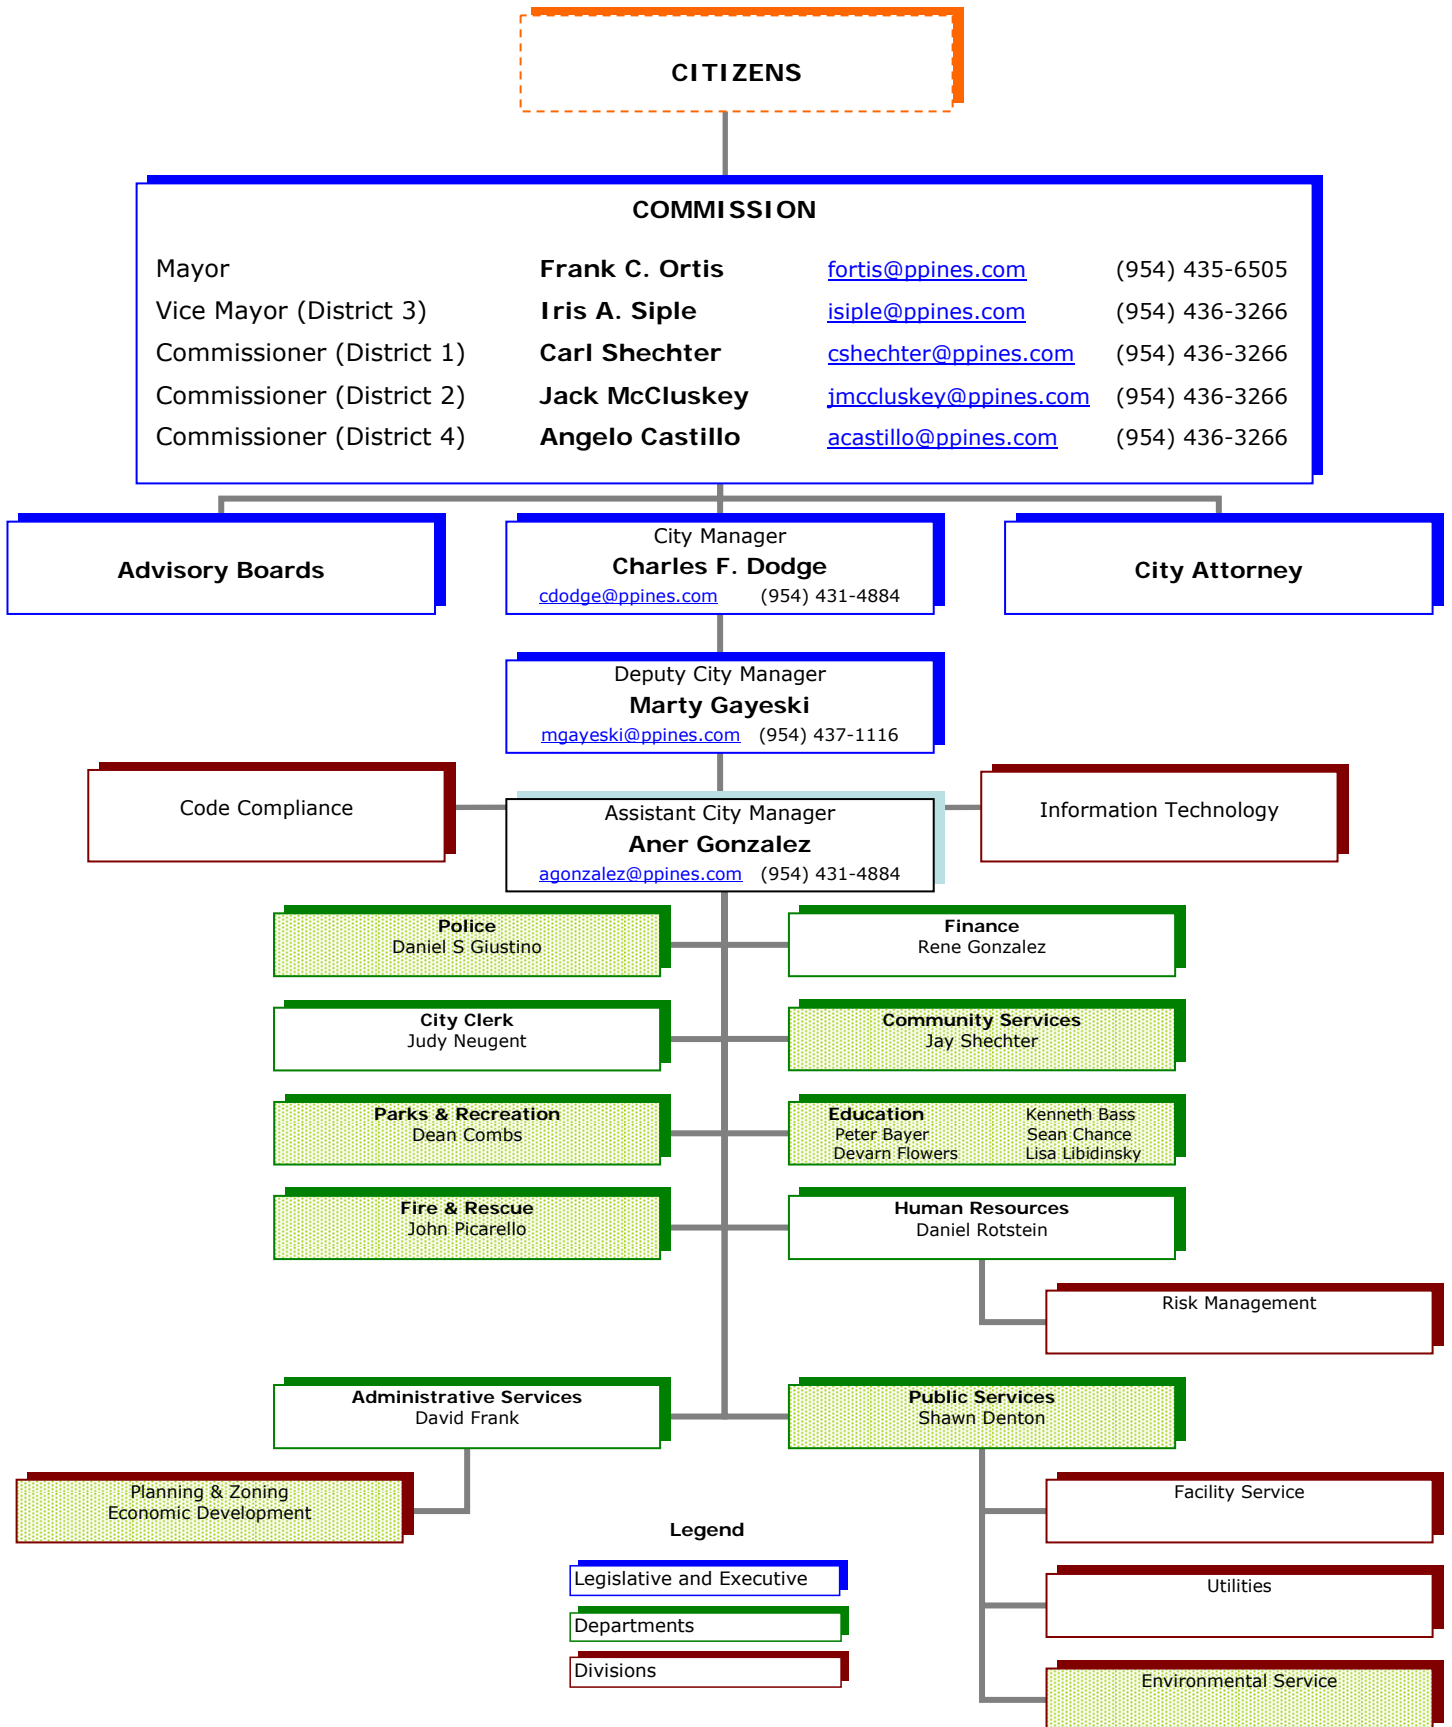 CITIZENS
COMMISSION
Mayor Frank C. Ortis fortis@ppines.com (954) 435-6505
Vice Mayor (District 3) Iris A. Siple isiple@ppines.com (954) 436-3266
Commissioner (District 1) Carl Shechter cshechter@ppines.com (954) 436-3266
Commissioner (District 2) Jack McCluskey jmccluskey@ppines.com (954) 436-3266
Commissioner (District 4) Angelo Castillo acastillo@ppines.com (954) 436-3266
Advisory Boards
City Manager
Charles F. Dodge
cdodge@ppines.com (954) 431-4884
City Attorney
Deputy City Manager
Marty Gayeski
mgayeski@ppines.com (954) 437-1116
Code Compliance
Assistant City Manager
Aner Gonzalez
agonzalez@ppines.com (954) 431-4884
Information Technology
Police
Daniel S Giustino
Finance
Rene Gonzalez
City Clerk
Judy Neugent
Community Services
Jay Shechter
Parks & Recreation
Dean Combs
Education Kenneth Bass
Peter Bayer Sean Chance
Devarn Flowers Lisa Libidinsky
Fire & Rescue
John Picarello
Human Resources
Daniel Rotstein
Risk Management
Administrative Services
David Frank
Public Services
Shawn Denton
Planning & Zoning
Economic Development
Facility Service
Utilities
Environmental Service
Legend
Legislative and Executive
Departments
Divisions